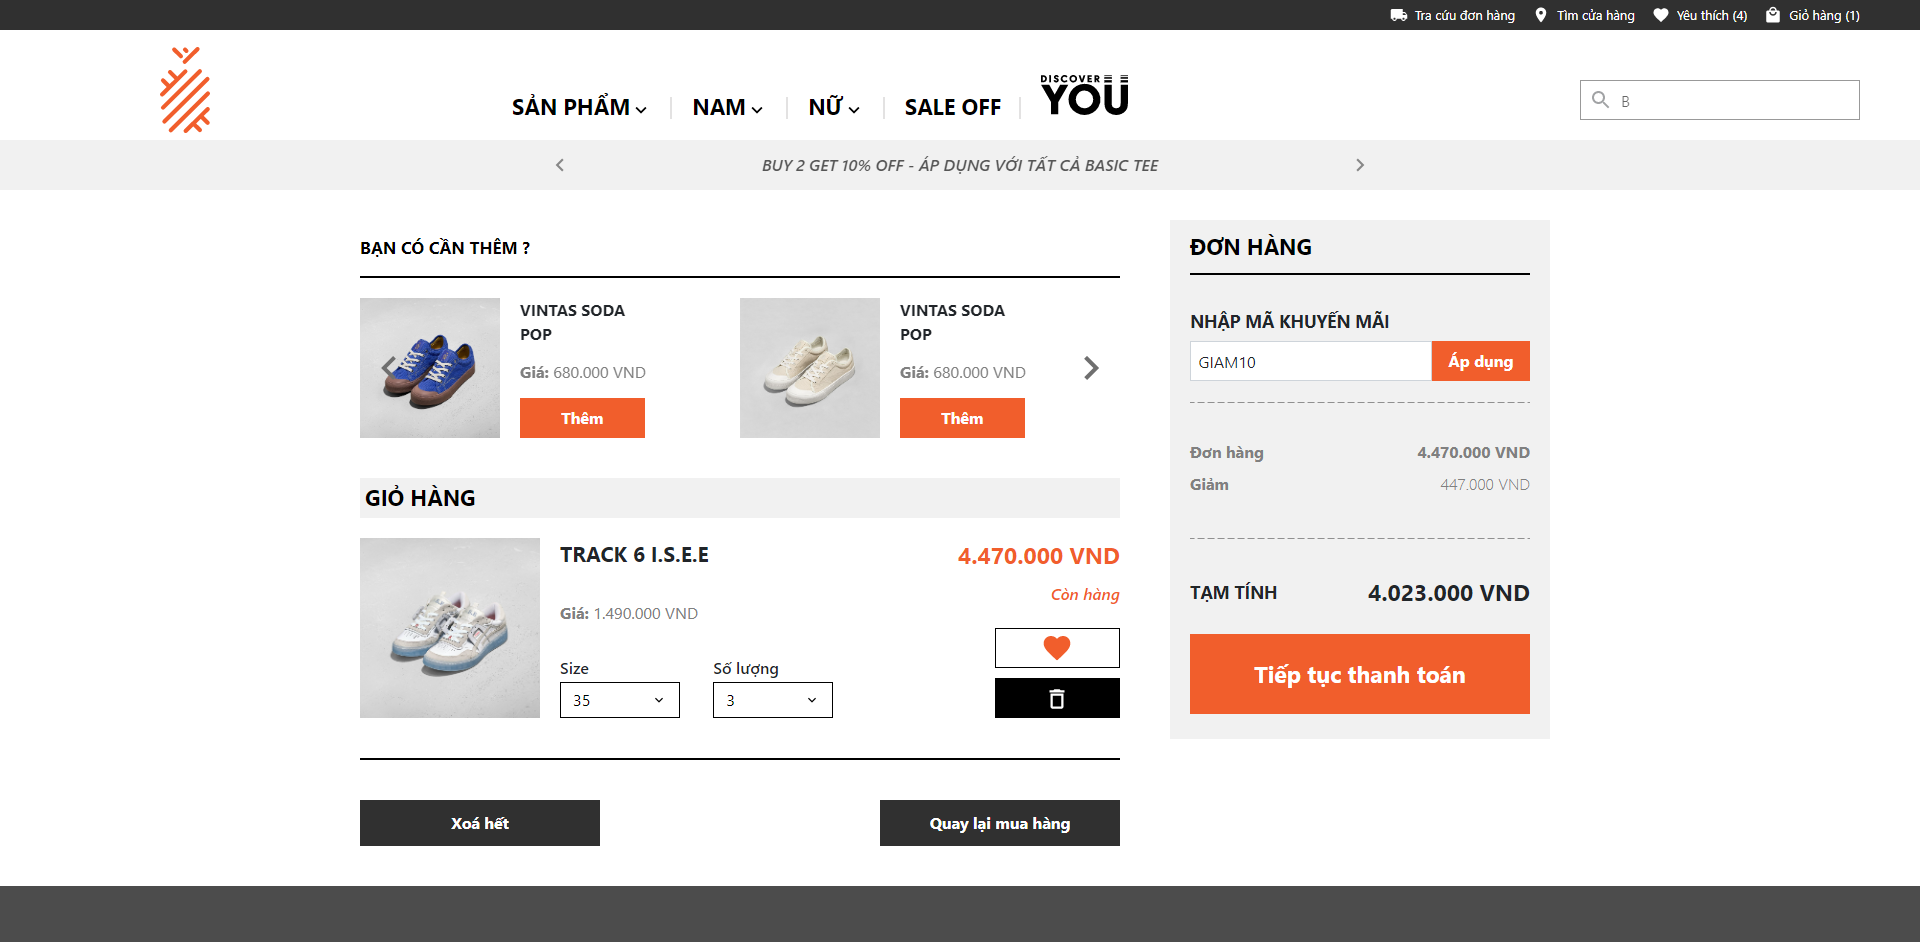 Tra cứu đơn hàng
Tìm cửa hàng
Yêu thích (4)
Giỏ hàng (1)
SẢN PHẨM
NAM
NỮ
SALE OFF
DISCOVER
YOU
B
BUY 2 GET 10% OFF - ÁP DỤNG VỚI TẤT CẢ BASIC TEE
BẠN CÓ CẦN THÊM ?
VINTAS SODA
POP
Giá: 680.000 VND
Thêm
VINTAS SODA
POP
Giá: 680.000 VND
Thêm
GIỎ HÀNG
TRACK 6 I.S.E.E
4.470.000 VND
Còn hàng
Giá: 1.490.000 VND
Size
Số lượng
35
3
Xoá hết
Quay lại mua hàng
ĐƠN HÀNG
NHẬP MÃ KHUYẾN MÃI
GIAM10
Áp dụng
Đơn hàng
4.470.000 VND
Giảm
447.000 VND
TẠM TÍNH
4.023.000 VND
Tiếp tục thanh toán